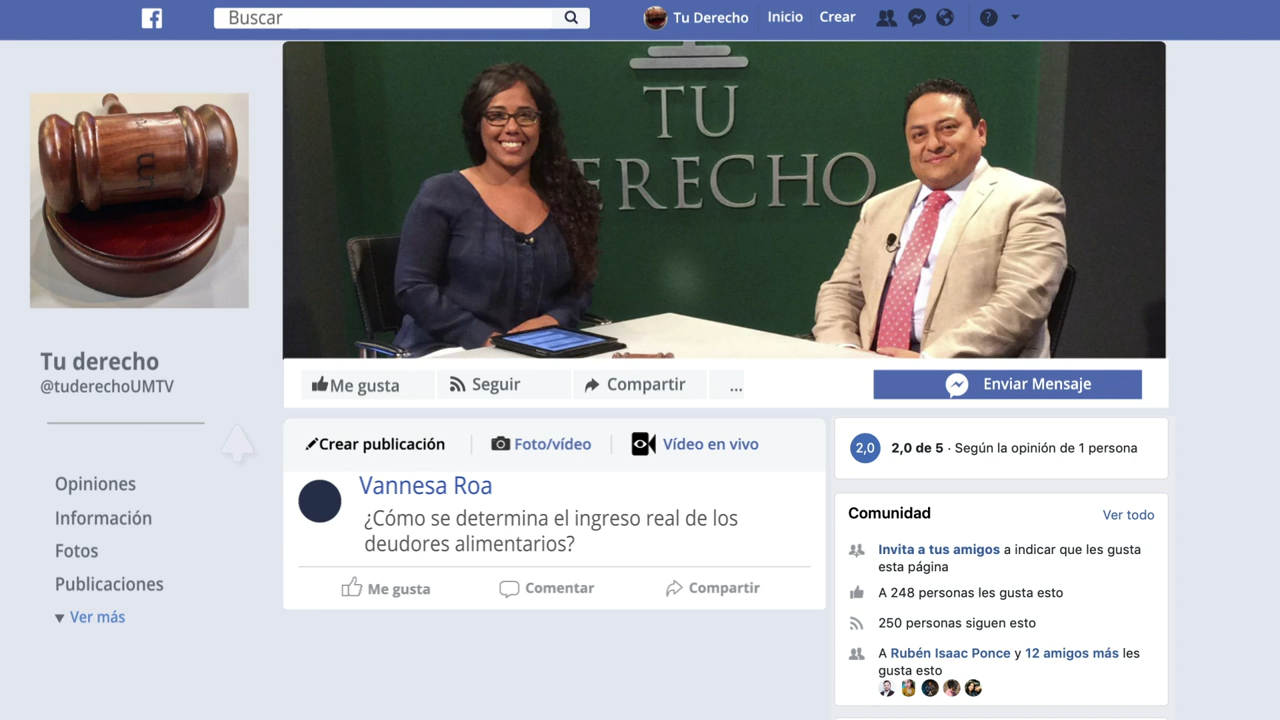 Buscar
Tu Derecho
Inicio
Crear
TU
ERECHO
Tu derecho
@tuderechoUMTV
Opiniones
Información
Fotos
Publicaciones
Ver más
Me gusta
Seguir
Compartir
...
Enviar Mensaje
Crear publicación
Foto/vídeo
Vídeo en vivo
Vannesa Roa
¿Cómo se determina el ingreso real de los
deudores alimentarios?
Me gusta
Comentar
Compartir
2,0
2,0 de 5 · Según la opinión de 1 persona
Comunidad
Ver todo
Invita a tus amigos a indicar que les gusta
esta página
A 248 personas les gusta esto
250 personas siguen esto
A Rubén Isaac Ponce y 12 amigos más les
gusta esto